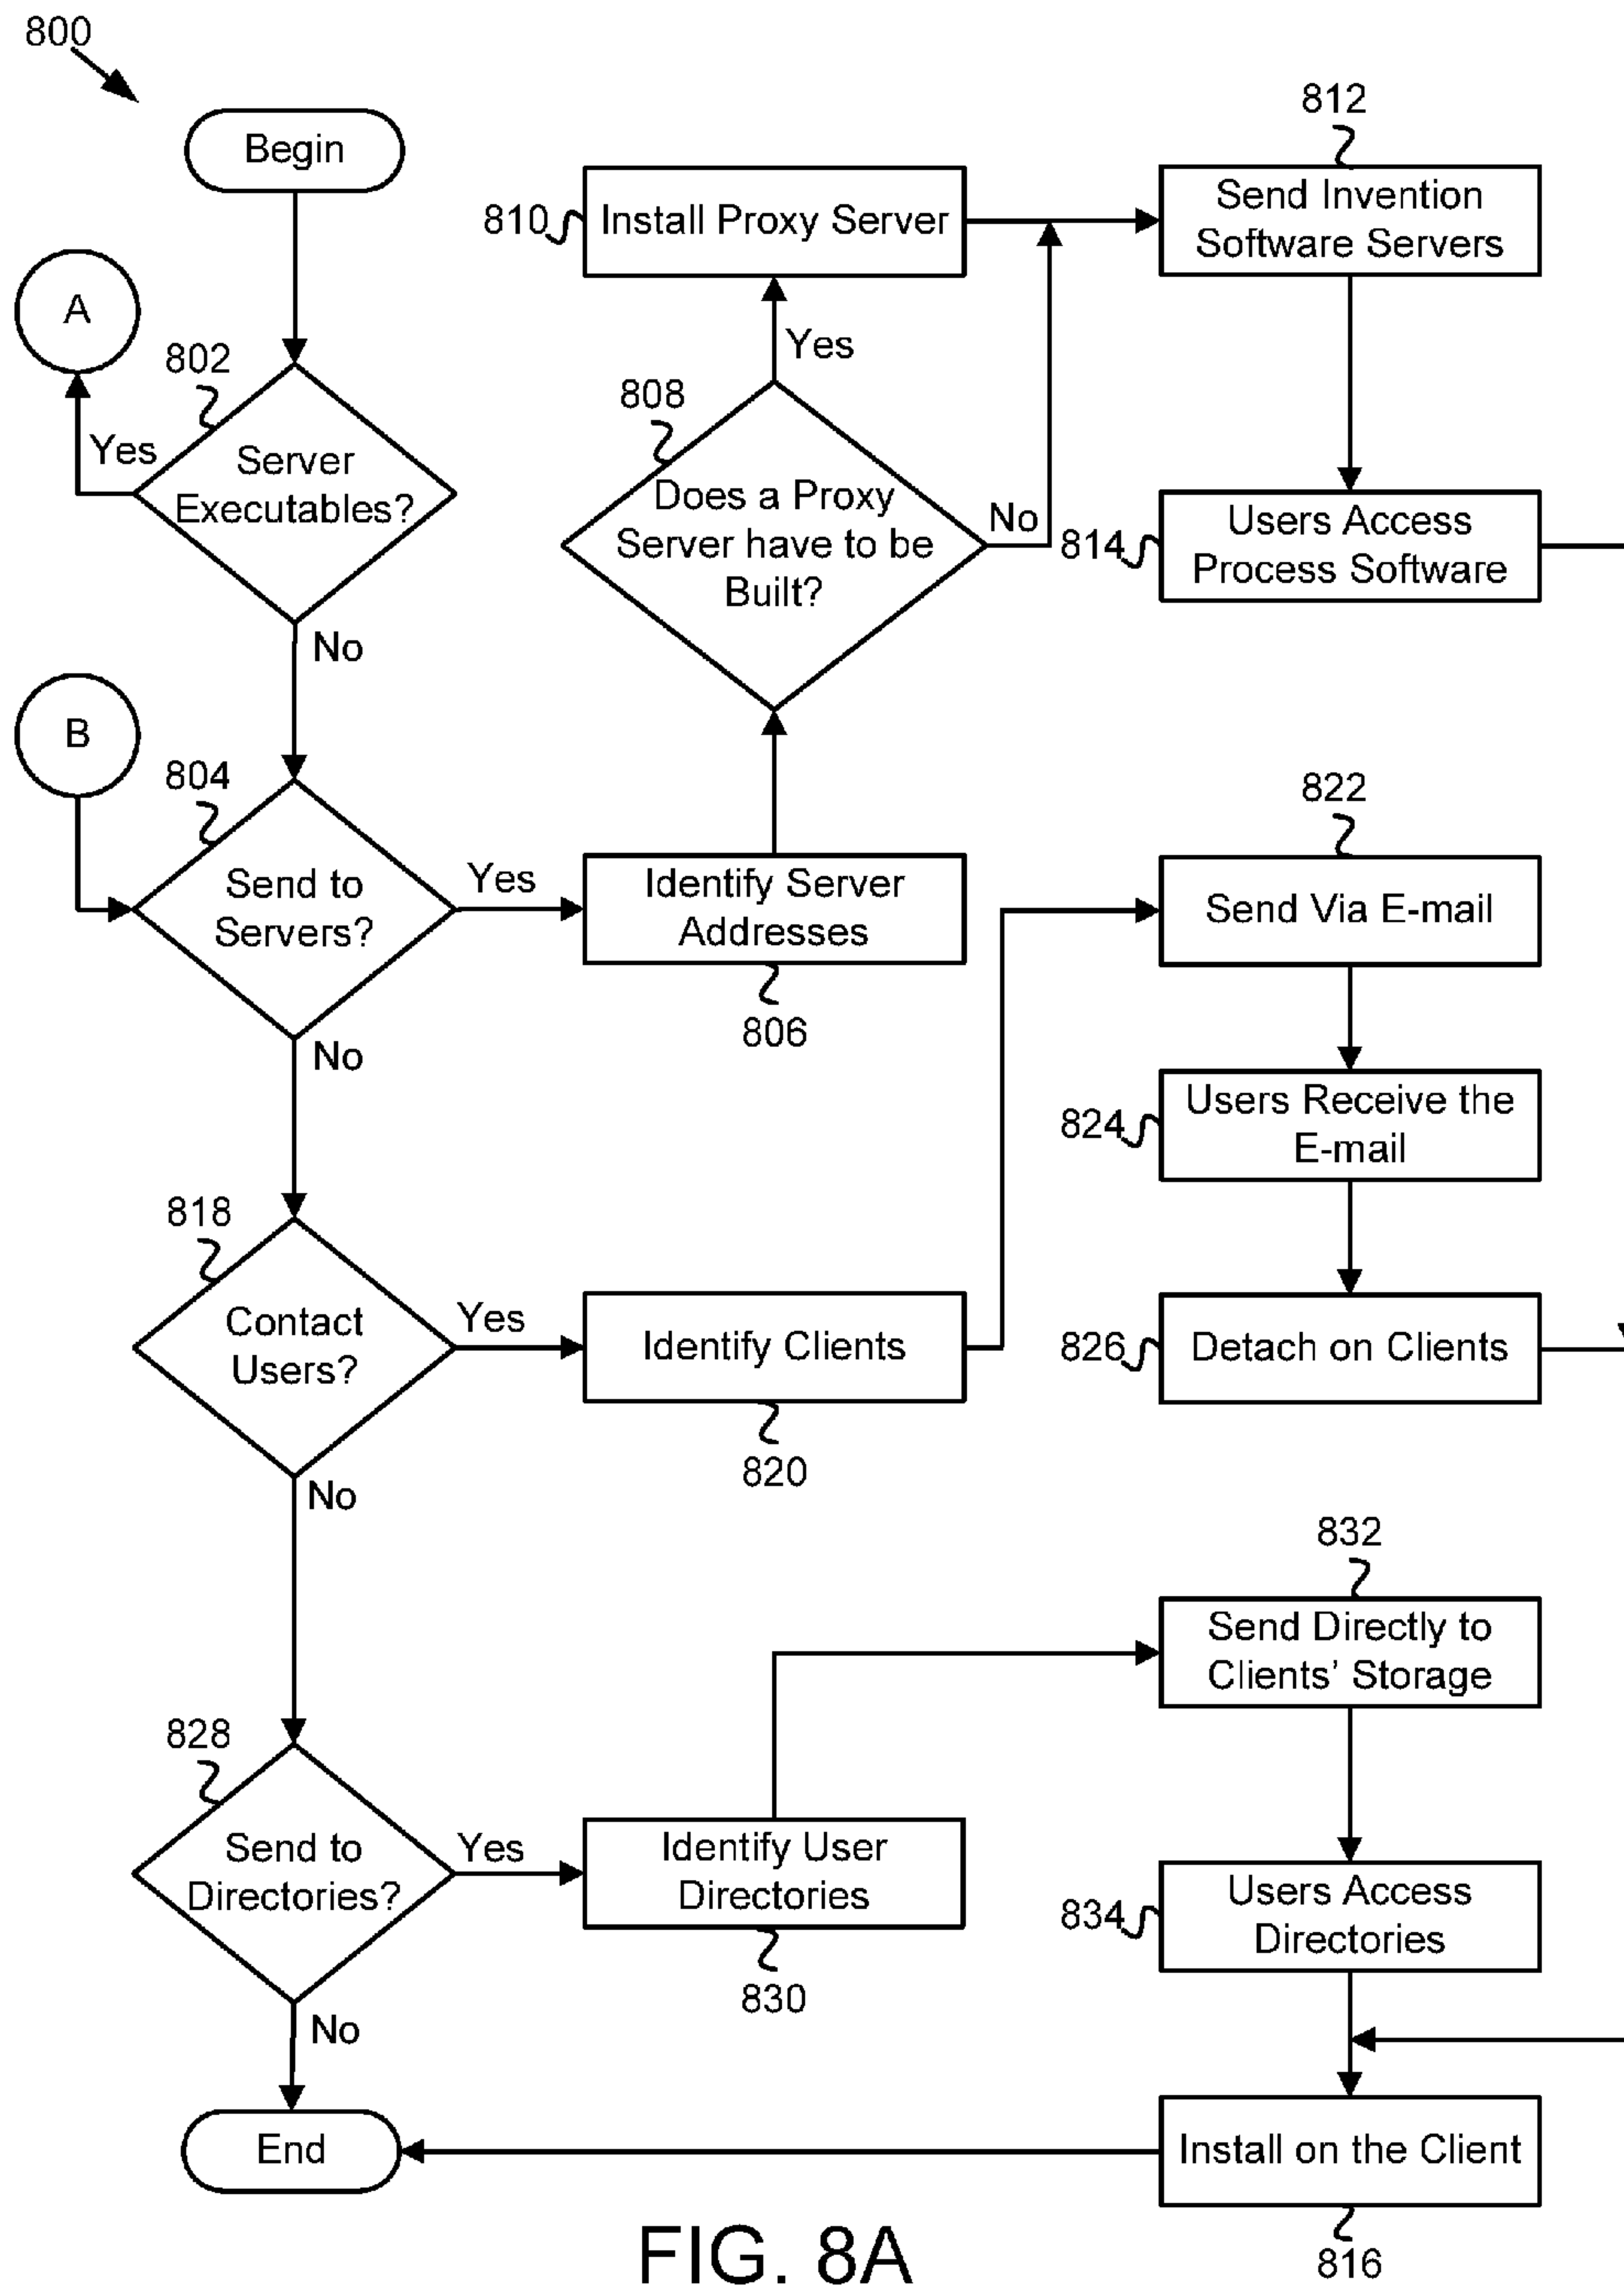 800
Begin
A
802
Yes
Server
Executables?
No
B
804
Send to
Servers?
Yes
No
Identify Server
Addresses
806
808
Does a Proxy
Server have to be
Built?
Yes
No
810
Install Proxy Server
812
Send Invention
Software Servers
814
Users Access
Process Software
818
Contact
Users?
Yes
No
Identify Clients
820
822
Send Via E-mail
824
Users Receive the
E-mail
826
Detach on Clients
828
Send to
Directories?
Yes
No
Identify User
Directories
830
832
Send Directly to
Clients’ Storage
834
Users Access
Directories
Install on the Client
816
End
FIG. 8A